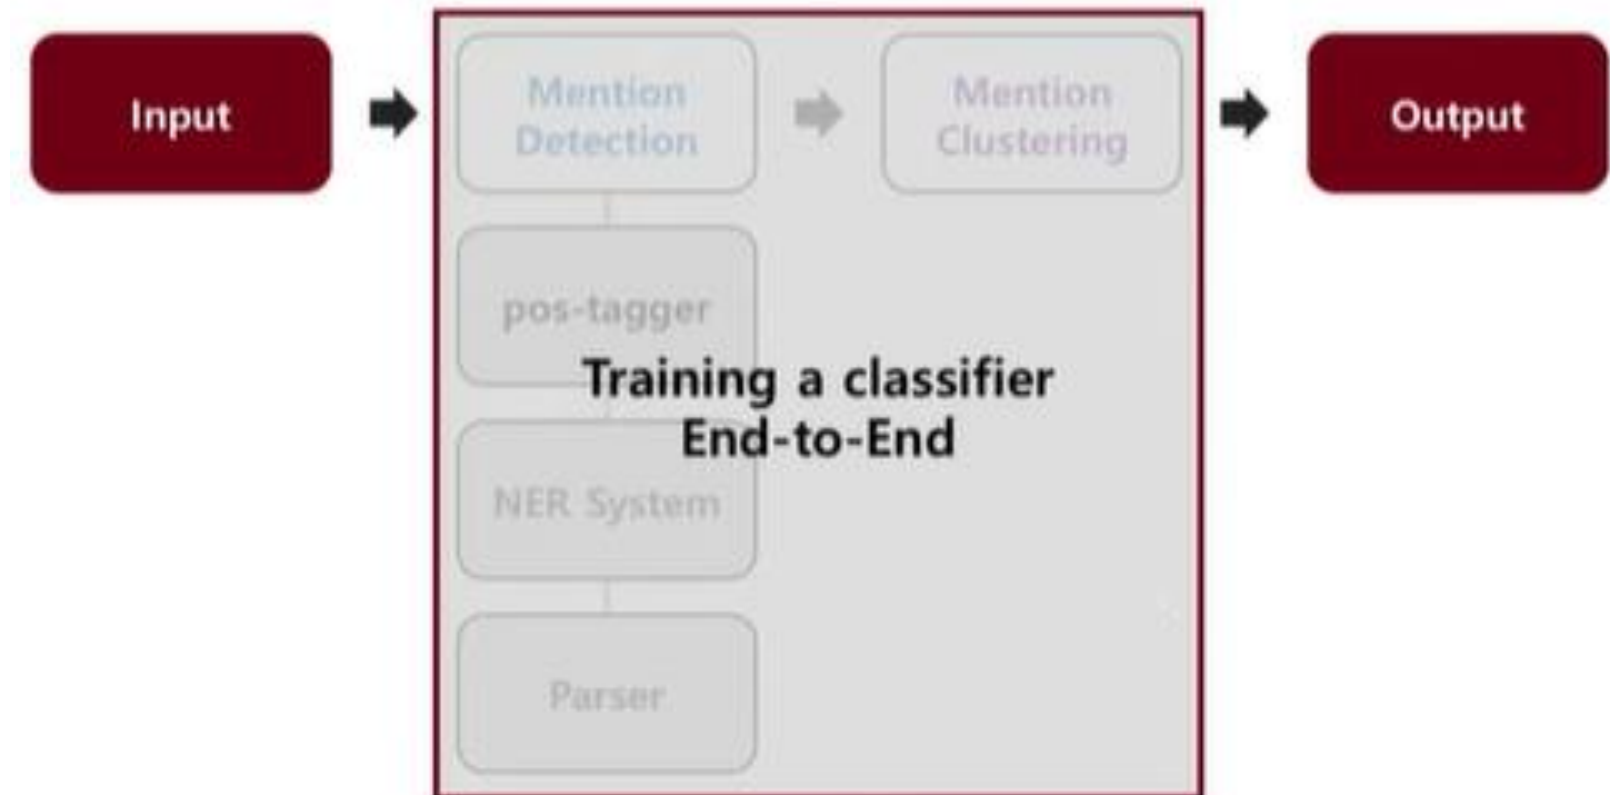 Input
Mention
Detection
Mention
Clustering
Output
pos-tagger
Training a classifier
End-to-End
NER System
Parser